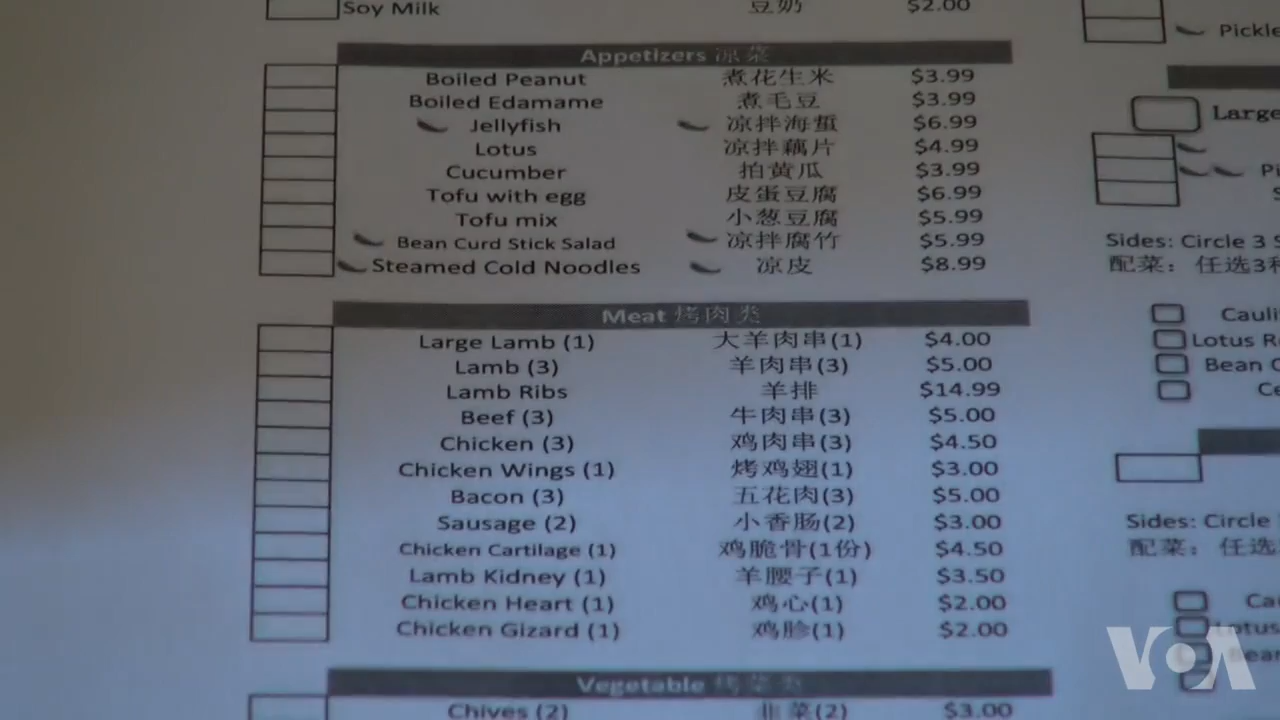 Soy Milk 豆奶 $2.00
Appetizers 凉菜
Boiled Peanut 煮花生米 $3.99
Boiled Edamame 煮毛豆 $3.99
Jellyfish 凉拌海蜇 $6.99
Lotus 凉拌藕片 $4.99
Cucumber 拍黄瓜 $3.99
Tofu with egg 皮蛋豆腐 $6.99
Tofu mix 小葱豆腐 $5.99
Bean Curd Stick Salad 凉拌腐竹 $5.99
Steamed Cold Noodles 凉皮 $8.99
Meat 烤肉类
Large Lamb (1) 大羊肉串(1) $4.00
Lamb (3) 羊肉串(3) $5.00
Lamb Ribs 羊排 $14.99
Beef (3) 牛肉串(3) $5.00
Chicken (3) 鸡肉串(3) $4.50
Chicken Wings (1) 烤鸡翅(1) $3.00
Bacon (3) 五花肉(3) $5.00
Sausage (2) 小香肠(2) $3.00
Chicken Cartilage (1) 鸡脆骨(1份) $4.50
Lamb Kidney (1) 羊腰子(1) $3.50
Chicken Heart (1) 鸡心(1) $2.00
Chicken Gizard (1) 鸡胗(1) $2.00
Vegetable 烤菜类
Chives (2) 韭菜(2) $3.00
Pickle
Large
Pi
Sides: Circle 3 S
配菜：任选3种
Cauli
Lotus R
Bean C
Ce
Sides: Circle
配菜：任选
Cau
Lotus
Bean
VOA